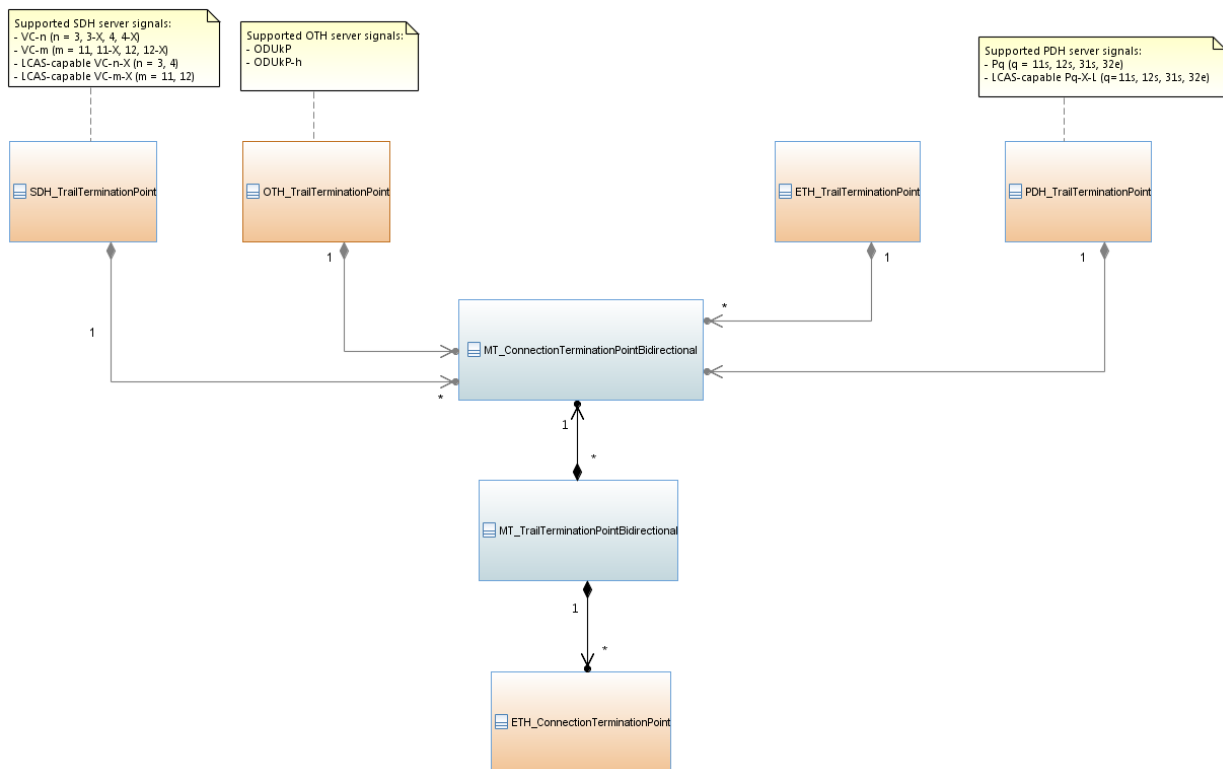 Supported SDH server signals:
- VC-n (n = 3, 3-X, 4, 4-X)
- VC-m (m = 11, 11-X, 12, 12-X)
- LCAS-capable VC-n-X (n = 3, 4)
- LCAS-capable VC-m-X (m = 11, 12)
Supported OTH server signals:
- ODUkP
- ODUkP-h
Supported PDH server signals:
- Pq (q = 11s, 12s, 31s, 32e)
- LCAS-capable Pq-X-L (q=11s, 12s, 31s, 32e)
SDH_TrailTerminationPoint
OTH_TrailTerminationPoint
ETH_TrailTerminationPoint
PDH_TrailTerminationPoint
1
1
1
*
1
MT_ConnectionTerminationPointBidirectional
*
1
*
MT_TrailTerminationPointBidirectional
1
*
ETH_ConnectionTerminationPoint